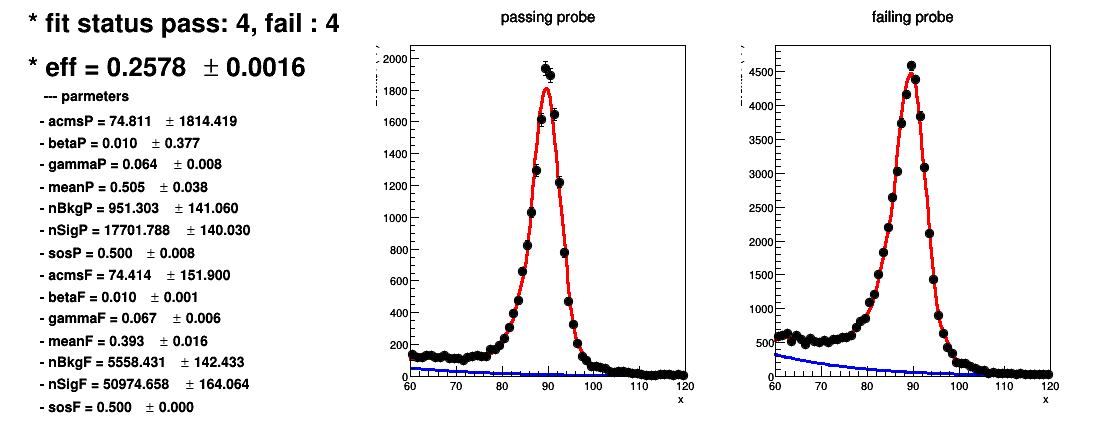 * fit status pass: 4, fail : 4
* eff = 0.2578 ± 0.0016
--- parmeters
- acmsP = 74.811 ± 1814.419
- betaP = 0.010 ± 0.377
- gammaP = 0.064 ± 0.008
- meanP = 0.505 ± 0.038
- nBkgP = 951.303 ± 141.060
- nSigP = 17701.788 ± 140.030
- sosP = 0.500 ± 0.008
- acmsF = 74.414 ± 151.900
- betaF = 0.010 ± 0.001
- gammaF = 0.067 ± 0.006
- meanF = 0.393 ± 0.016
- nBkgF = 5558.431 ± 142.433
- nSigF = 50974.658 ± 164.064
- sosF = 0.500 ± 0.000
passing probe
2000
1800
1600
1400
1200
1000
800
600
400
200
0
60 70 80 90 100 110 120
x
failing probe
4500
4000
3500
3000
2500
2000
1500
1000
500
0
60 70 80 90 100 110 120
x